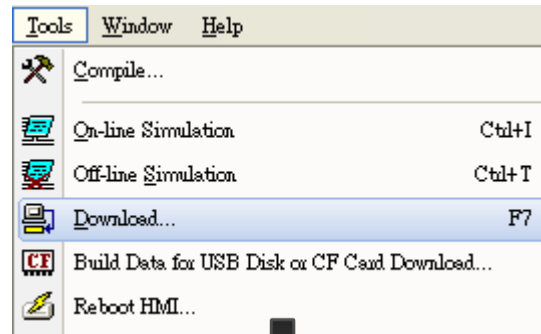 Tools Window Help
Compile...
On-line Simulation Ctrl+I
Off-line Simulation Ctrl+T
Download... F7
CF Build Data for USB Disk or CF Card Download...
Reboot HMI...